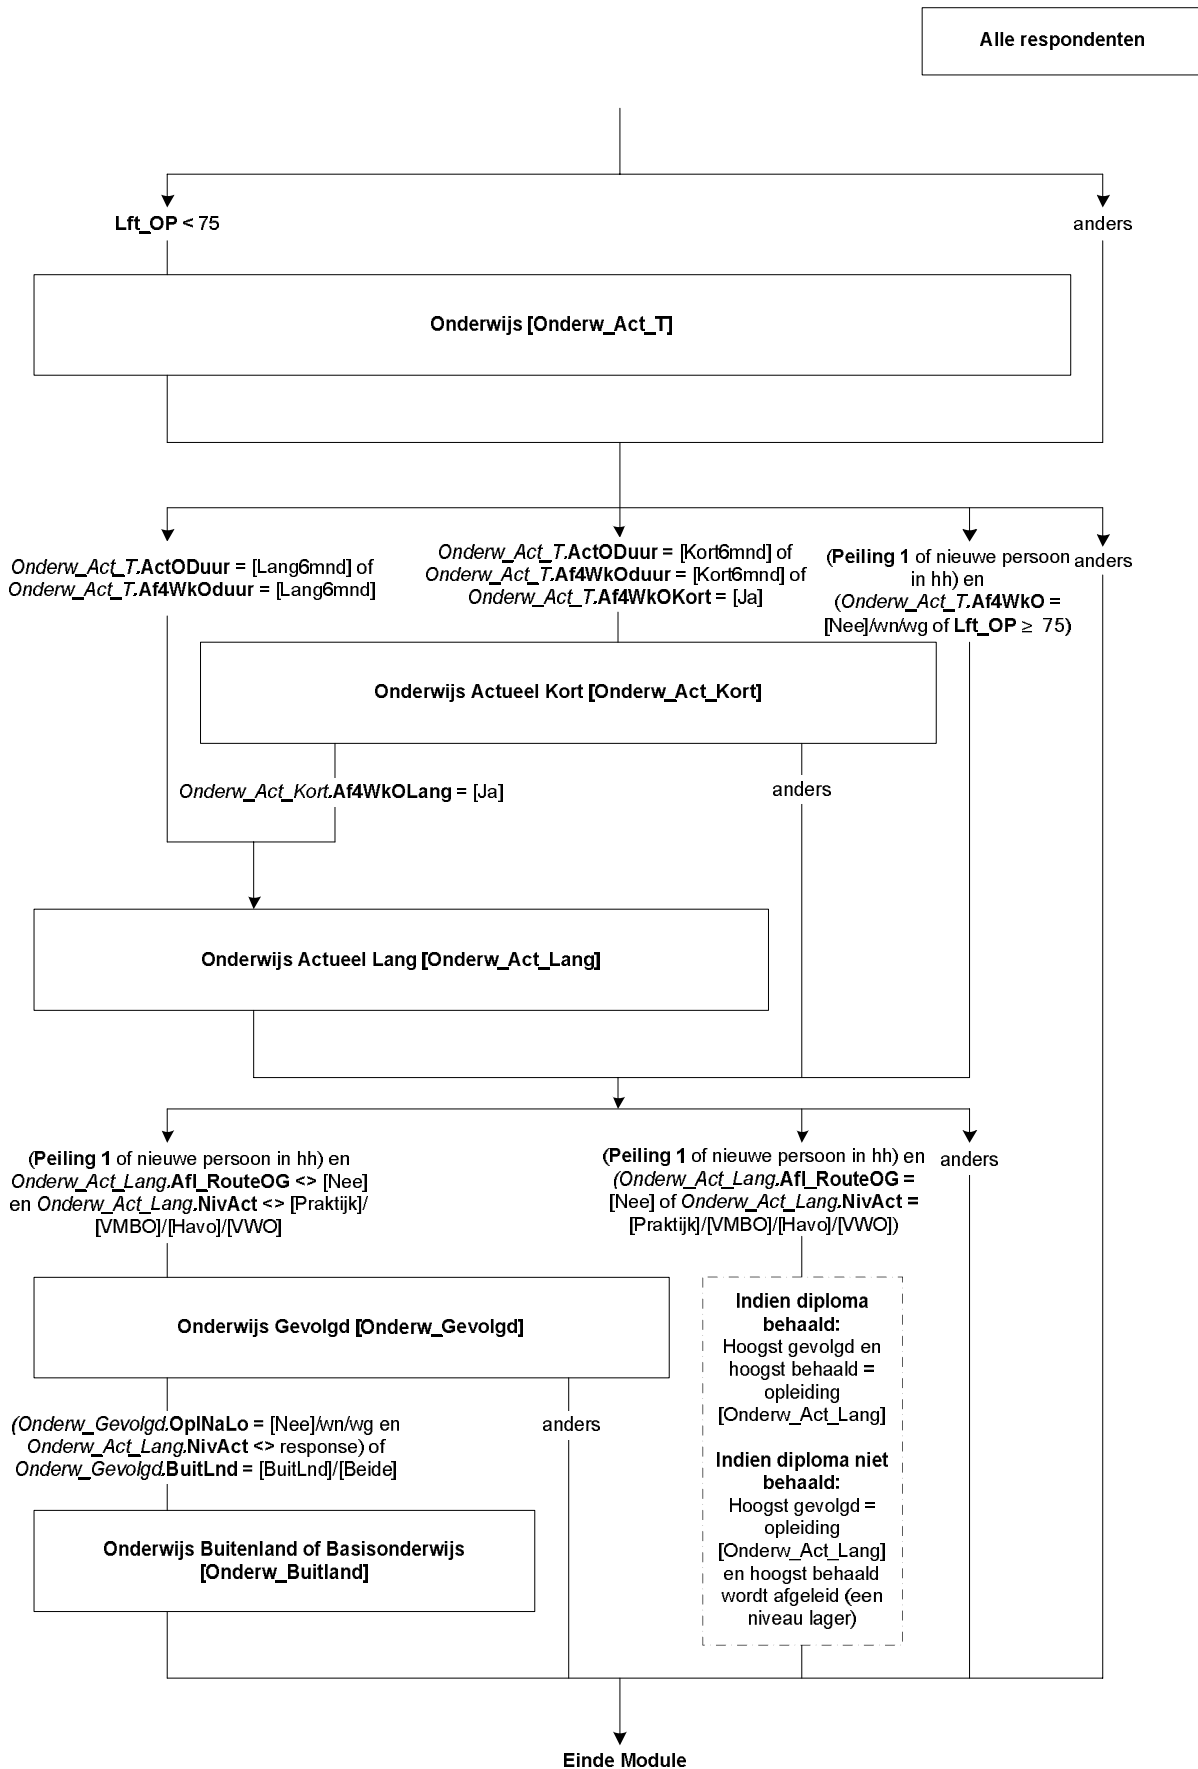 Alle respondenten
Lft_OP < 75
anders
Onderwijs [Onderw_Act_T]
Onderw_Act_T.ActODuur = [Lang6mnd] of
Onderw_Act_T.Af4WkOduur = [Lang6mnd]
Onderw_Act_T.ActODuur = [Kort6mnd] of
Onderw_Act_T.Af4WkOduur = [Kort6mnd] of
Onderw_Act_T.Af4WkOKort = [Ja]
(Peiling 1 of nieuwe persoon
in hh) en
(Onderw_Act_T.Af4WkO =
[Nee]/wn/wg of Lft_OP ≥ 75)
anders
Onderwijs Actueel Kort [Onderw_Act_Kort]
Onderw_Act_Kort.Af4WkOLang = [Ja]
anders
Onderwijs Actueel Lang [Onderw_Act_Lang]
(Peiling 1 of nieuwe persoon in hh) en
Onderw_Act_Lang.Afl_RouteOG <> [Nee]
en Onderw_Act_Lang.NivAct <> [Praktijk]/
[VMBO]/[Havo]/[VWO]
(Peiling 1 of nieuwe persoon in hh) en
(Onderw_Act_Lang.Afl_RouteOG =
[Nee] of Onderw_Act_Lang.NivAct =
[Praktijk]/[VMBO]/[Havo]/[VWO])
anders
Onderwijs Gevolgd [Onderw_Gevolgd]
Indien diploma
behaald:
Hoogst gevolgd en
hoogst behaald =
opleiding
[Onderw_Act_Lang]
Indien diploma niet
behaald:
Hoogst gevolgd =
opleiding
[Onderw_Act_Lang]
en hoogst behaald
wordt afgeleid (een
niveau lager)
(Onderw_Gevolgd.OplNaLo = [Nee]/wn/wg en
Onderw_Act_Lang.NivAct <> response) of
Onderw_Gevolgd.BuitLnd = [BuitLnd]/[Beide]
anders
Onderwijs Buitenland of Basisonderwijs
[Onderw_Buitland]
Einde Module